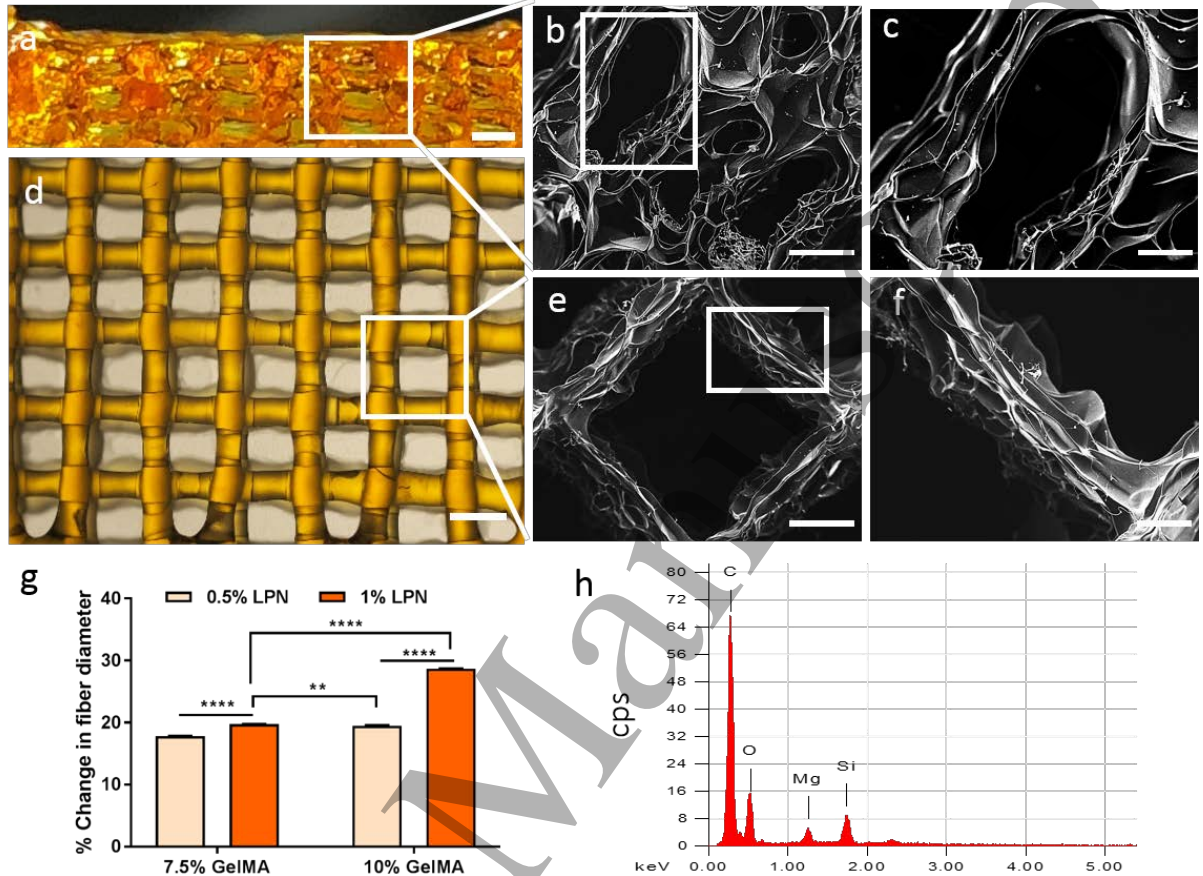 a
b
c
d
e
f
g
0.5% LPN 1% LPN
% Change in fiber diameter
40
30
20
10
0
****
****
**
****
7.5% GelMA 10% GelMA
h
cps
80
72
64
56
48
40
32
24
16
8
0
C
O
Mg
Si
keV 0.00 1.00 2.00 3.00 4.00 5.00